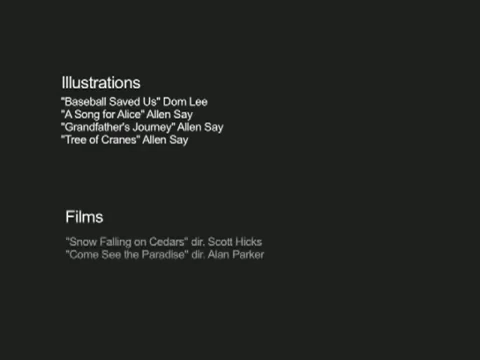 Illustrations
"Baseball Saved Us" Dom Lee
"A Song for Alice" Allen Say
"Grandfather's Journey" Allen Say
"Tree of Cranes" Allen Say
Films
"Snow Falling on Cedars" dir. Scott Hicks
"Come See the Paradise" dir. Alan Parker